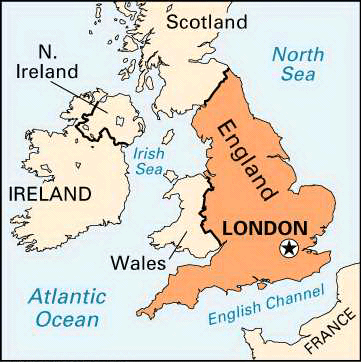 Scotland
North
Sea
N.
Ireland
England
Irish
Sea
IRELAND
LONDON
Wales
Atlantic
Ocean
English Channel
FRANCE